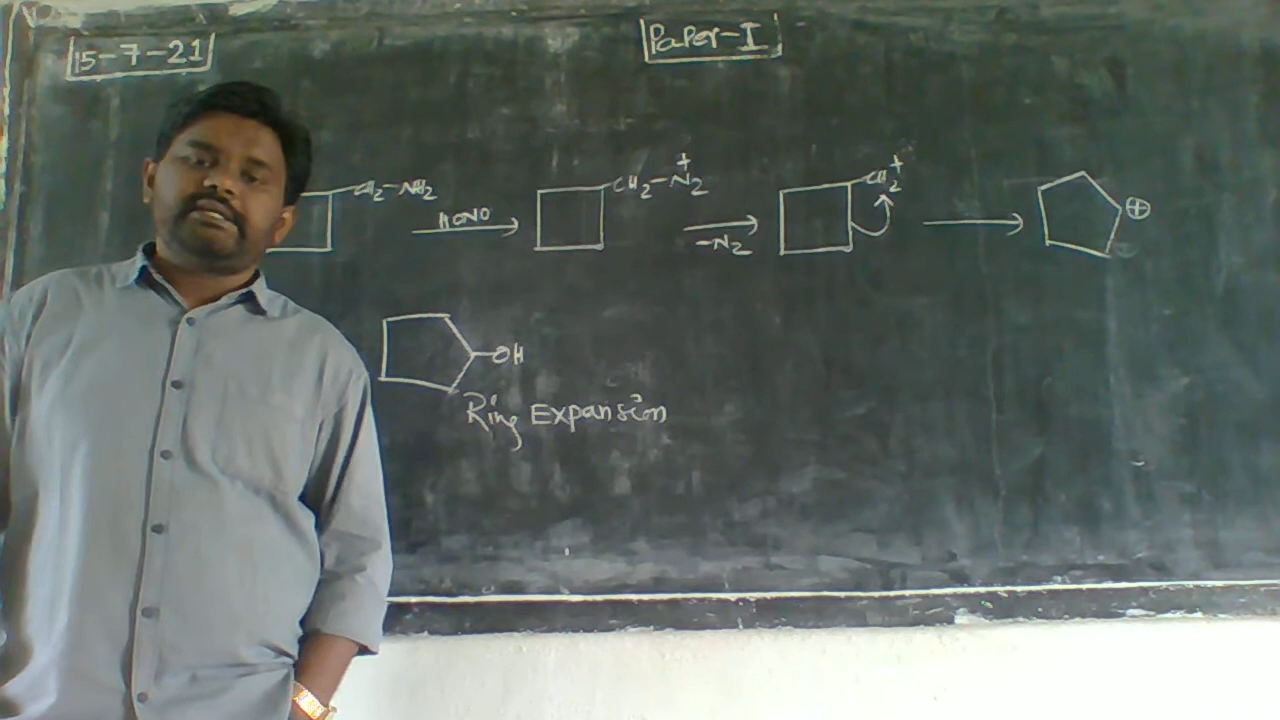 15-7-21
Paper-I
CH2-NH2
HONO
CH2-N2+
-N2
CH2+
⊕
OH
Ring Expansion